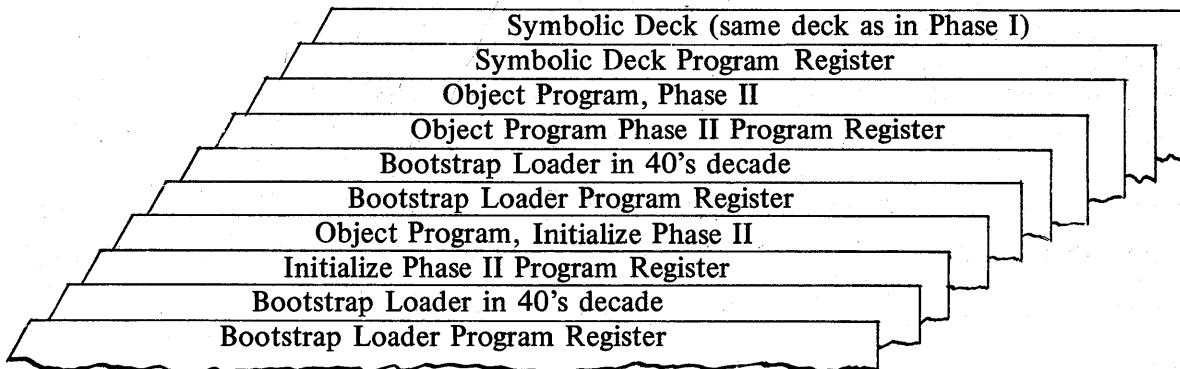 Symbolic Deck (same deck as in Phase I)
Symbolic Deck Program Register
Object Program, Phase II
Object Program Phase II Program Register
Bootstrap Loader in 40's decade
Bootstrap Loader Program Register
Object Program, Initialize Phase II
Initialize Phase II Program Register
Bootstrap Loader in 40's decade
Bootstrap Loader Program Register